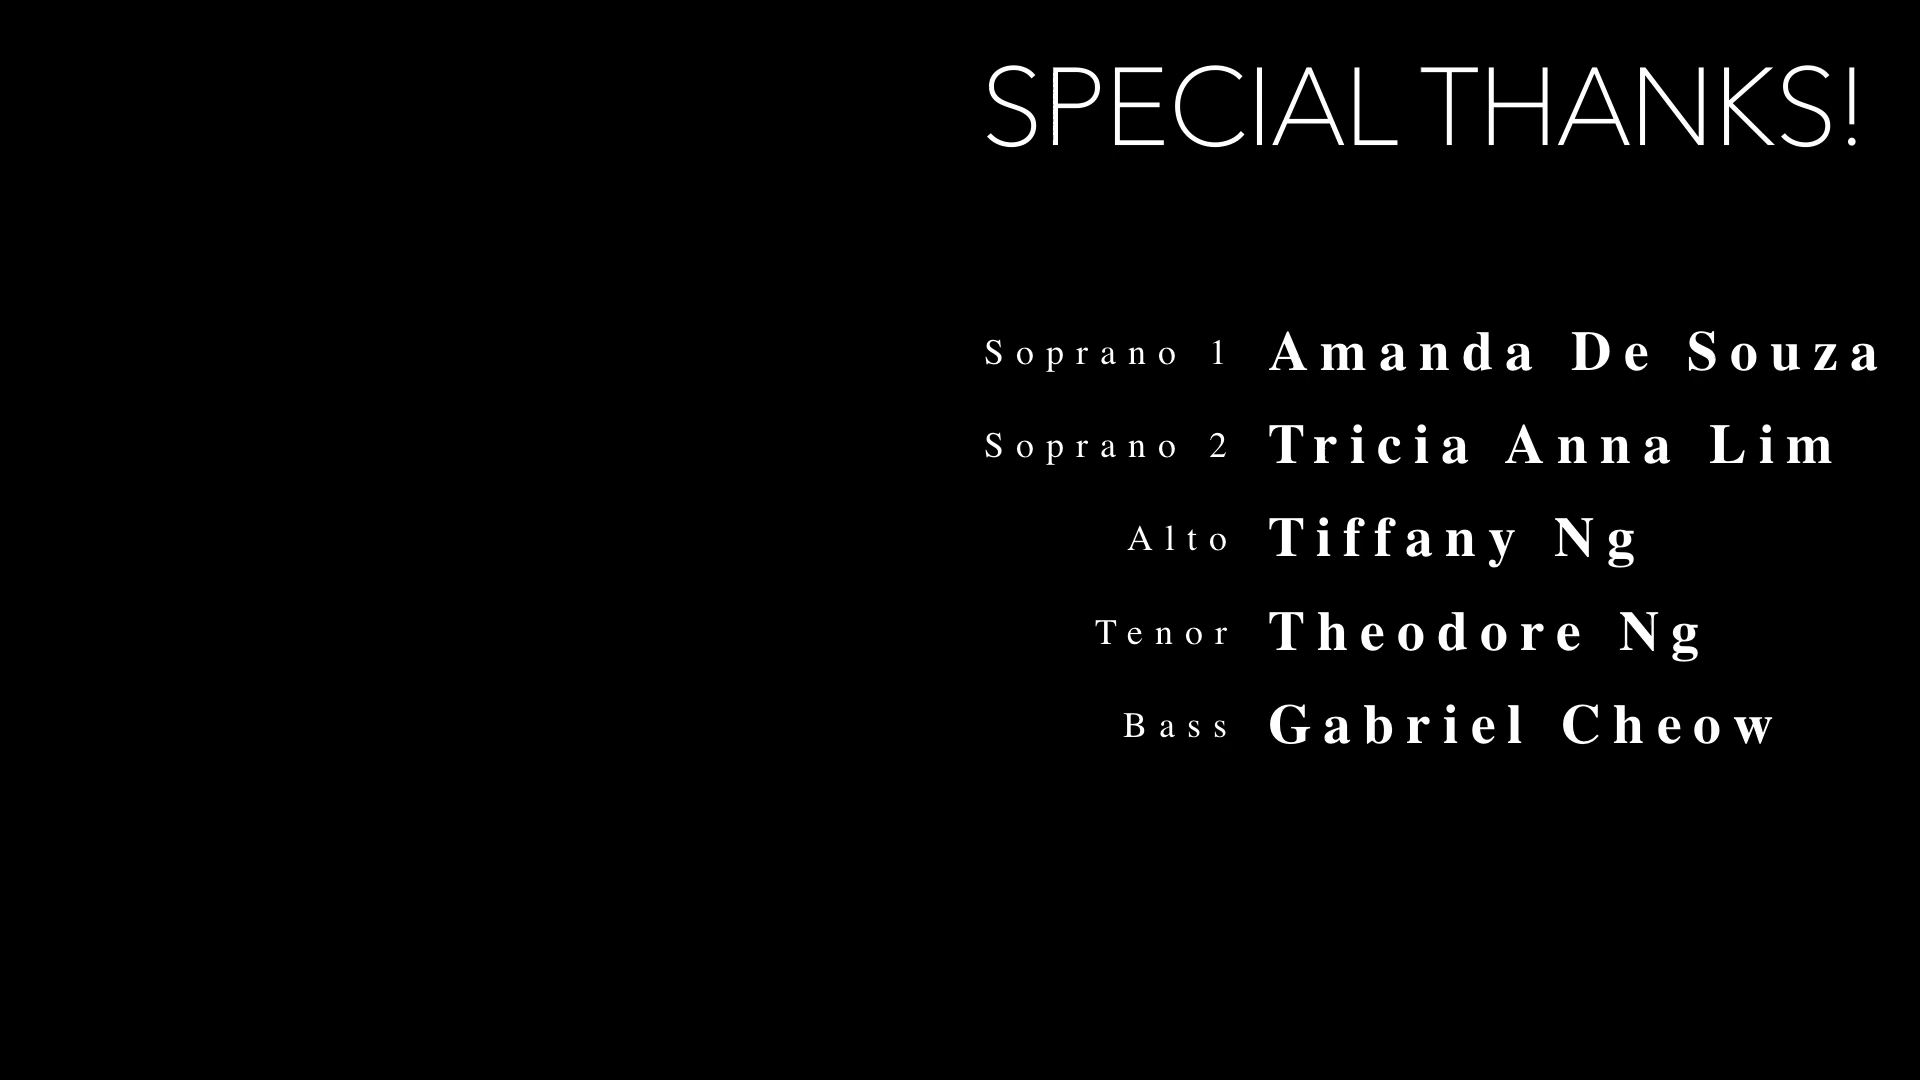 SPECIAL THANKS!
Soprano 1 Amanda De Souza
Soprano 2 Tricia Anna Lim
Alto Tiffany Ng
Tenor Theodore Ng
Bass Gabriel Cheow